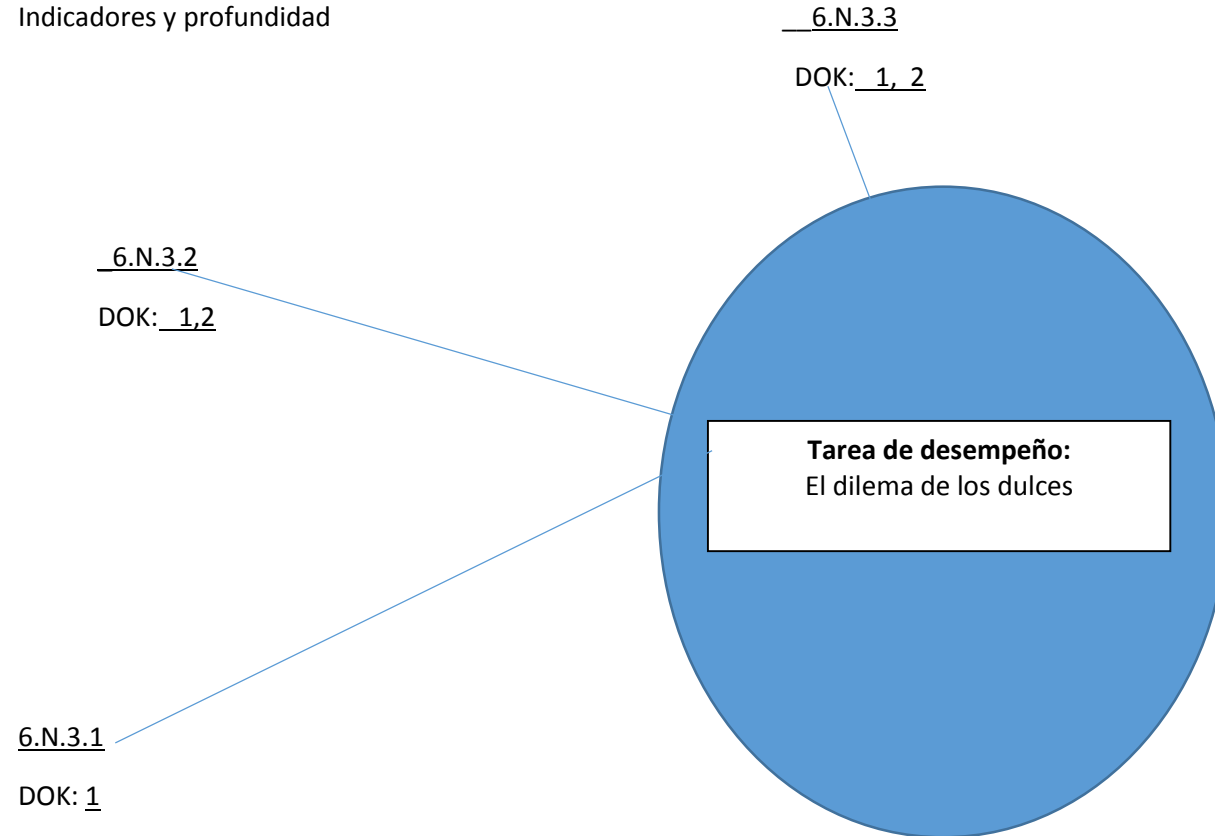 Indicadores y profundidad
__6.N.3.3
DOK:_ 1, 2
_6.N.3.2
DOK:_ 1,2
Tarea de desempeño:
El dilema de los dulces
6.N.3.1
DOK: 1